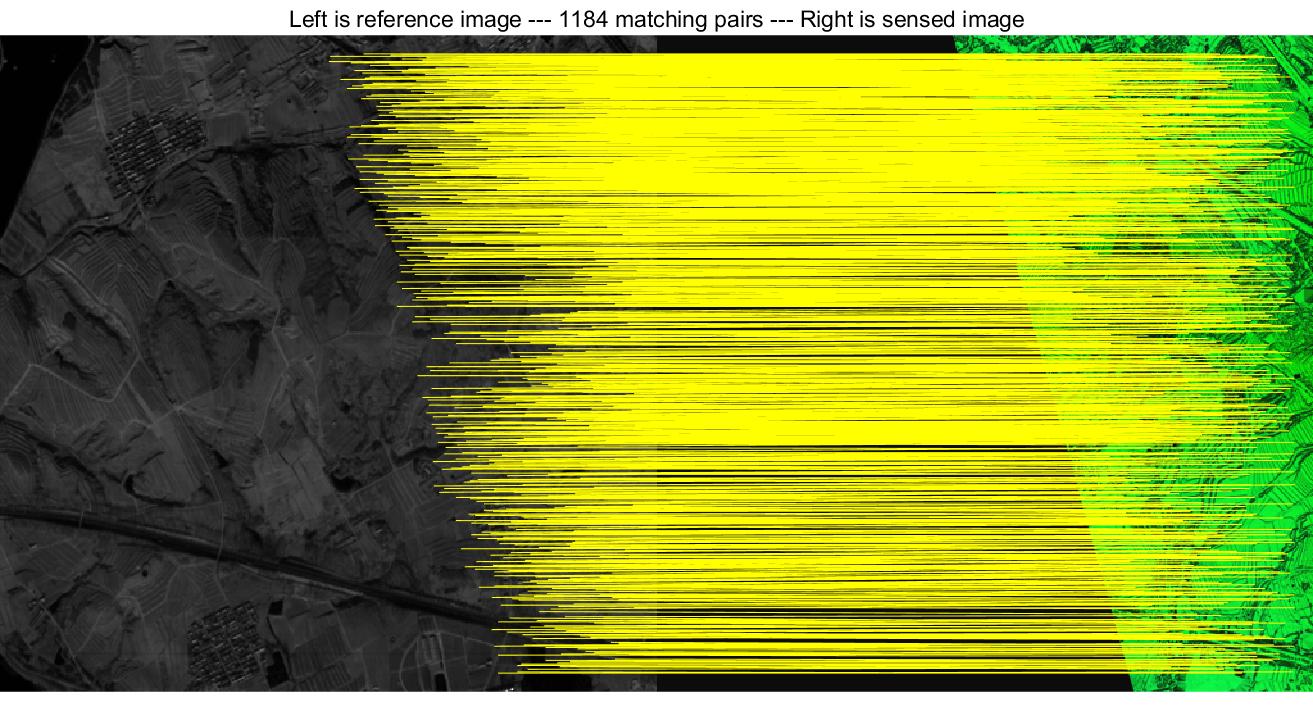 Left is reference image --- 1184 matching pairs --- Right is sensed image